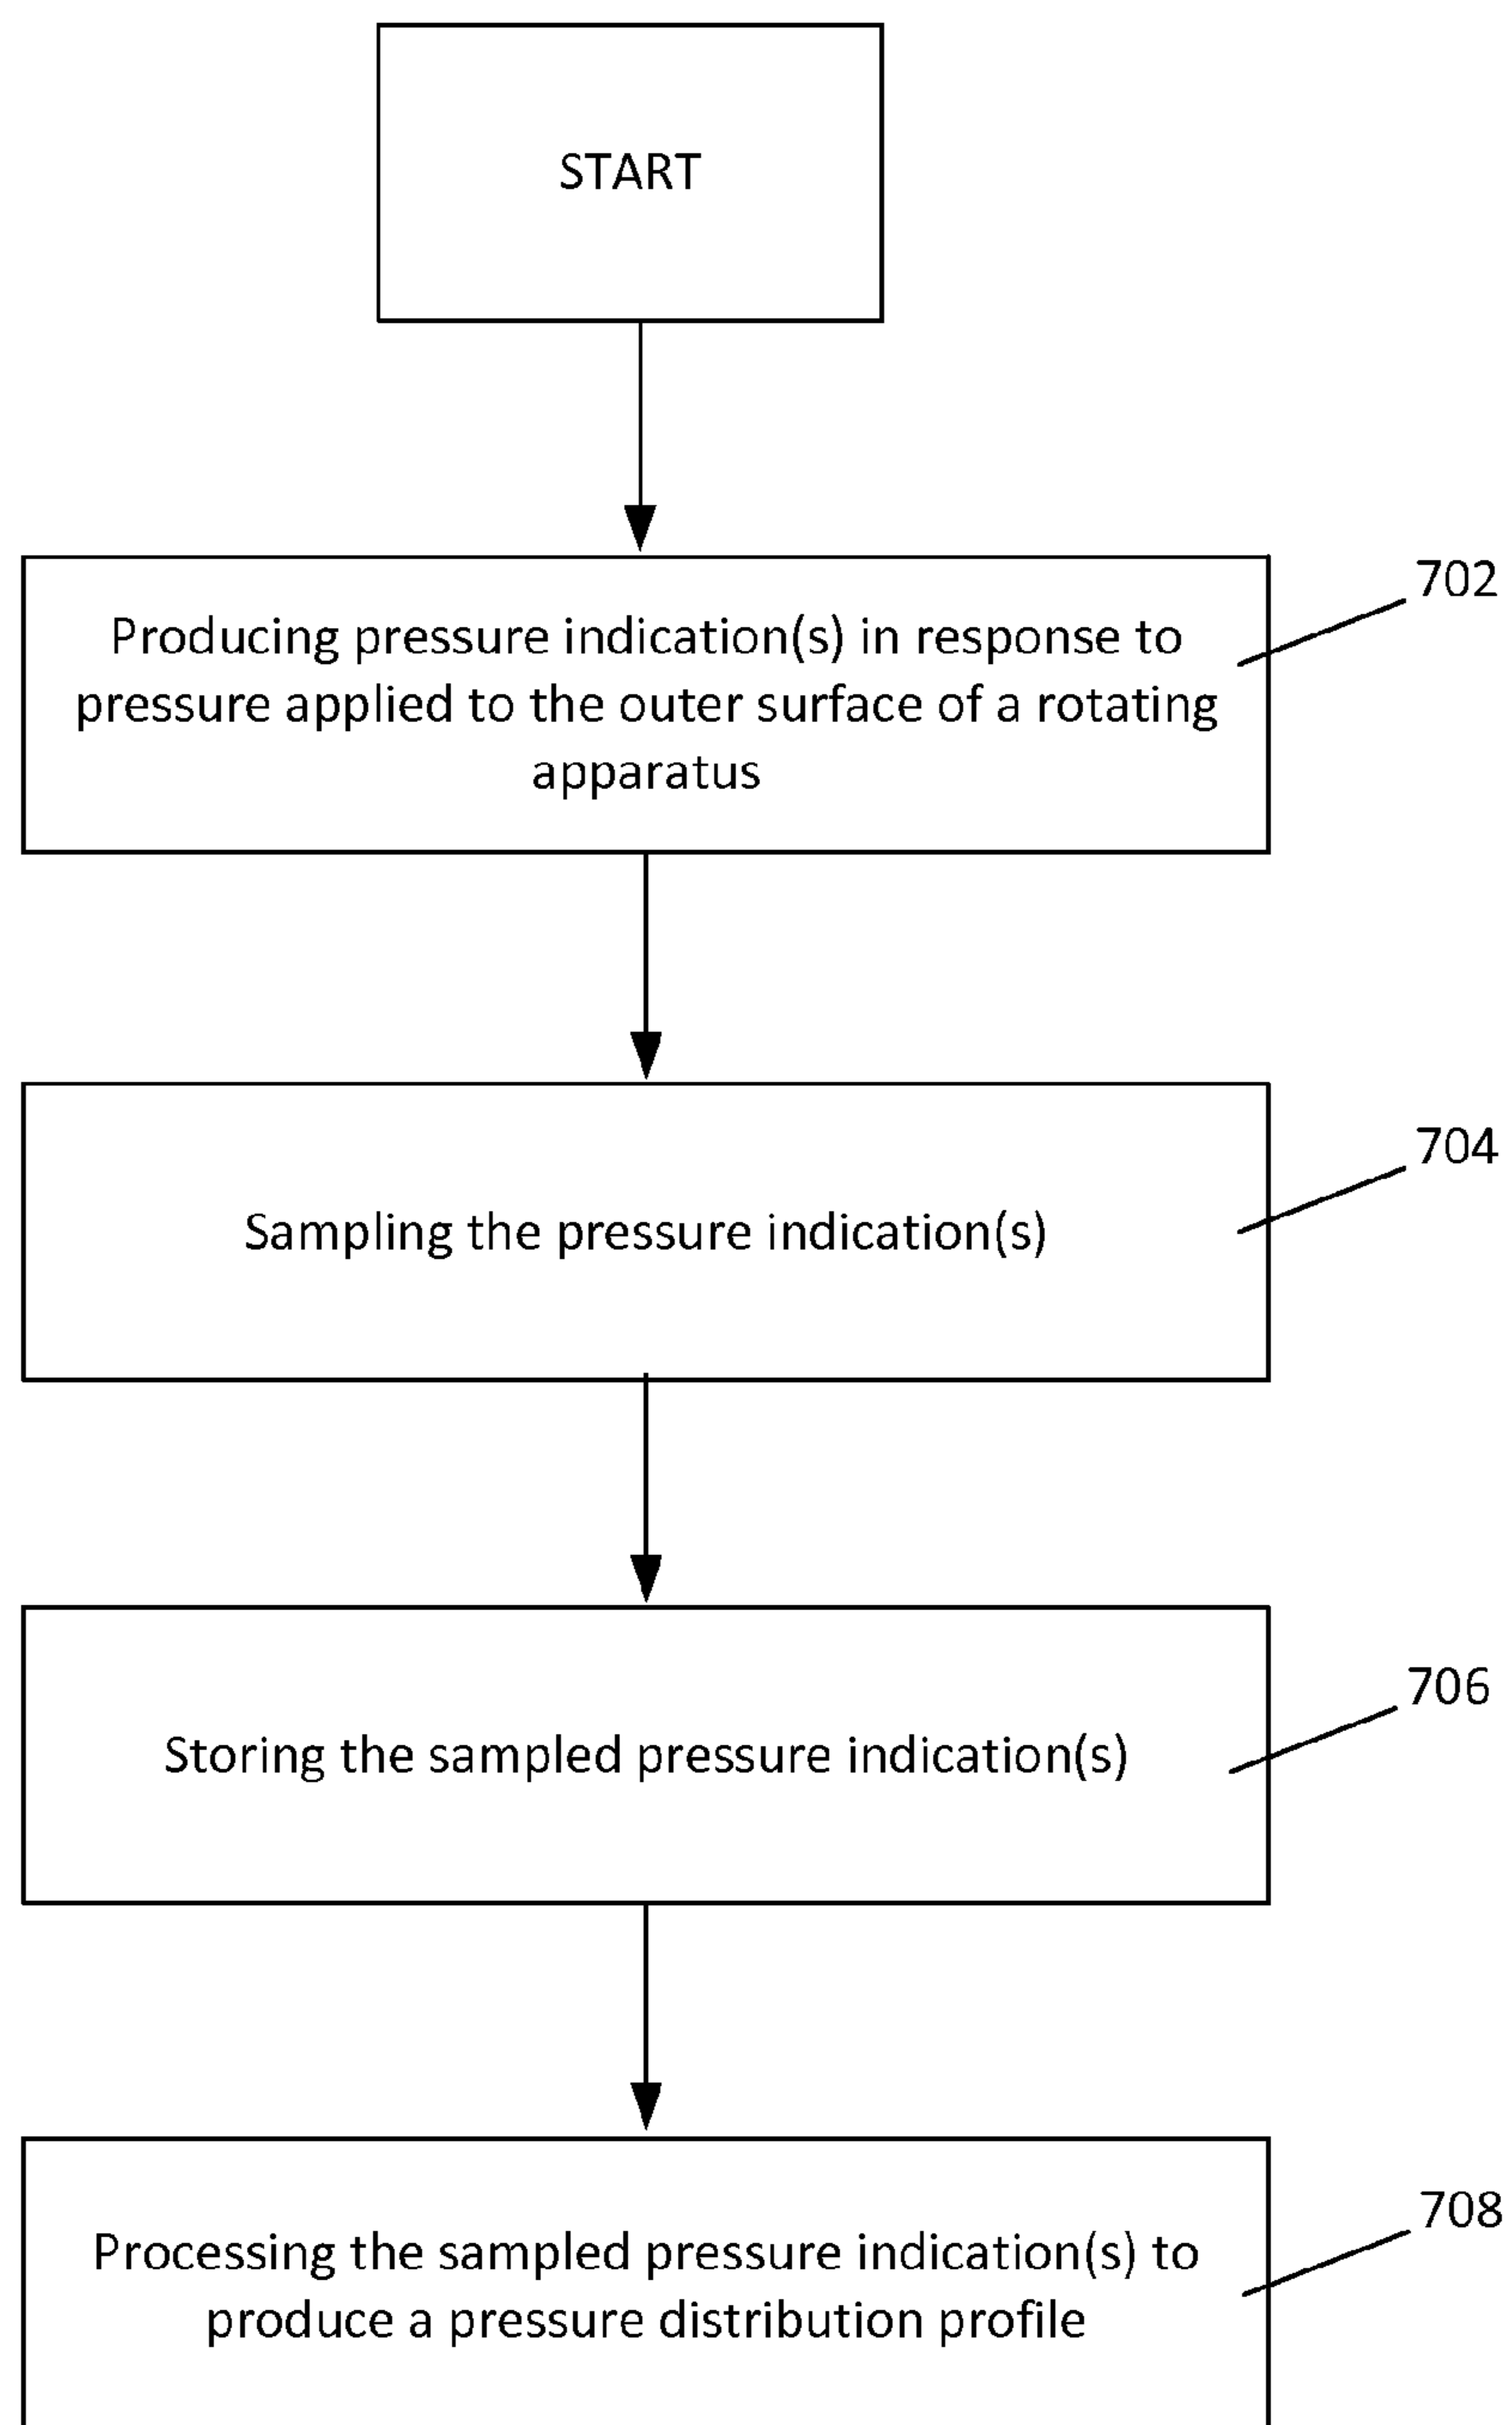 START
702
Producing pressure indication(s) in response to
pressure applied to the outer surface of a rotating
apparatus
704
Sampling the pressure indication(s)
706
Storing the sampled pressure indication(s)
708
Processing the sampled pressure indication(s) to
produce a pressure distribution profile